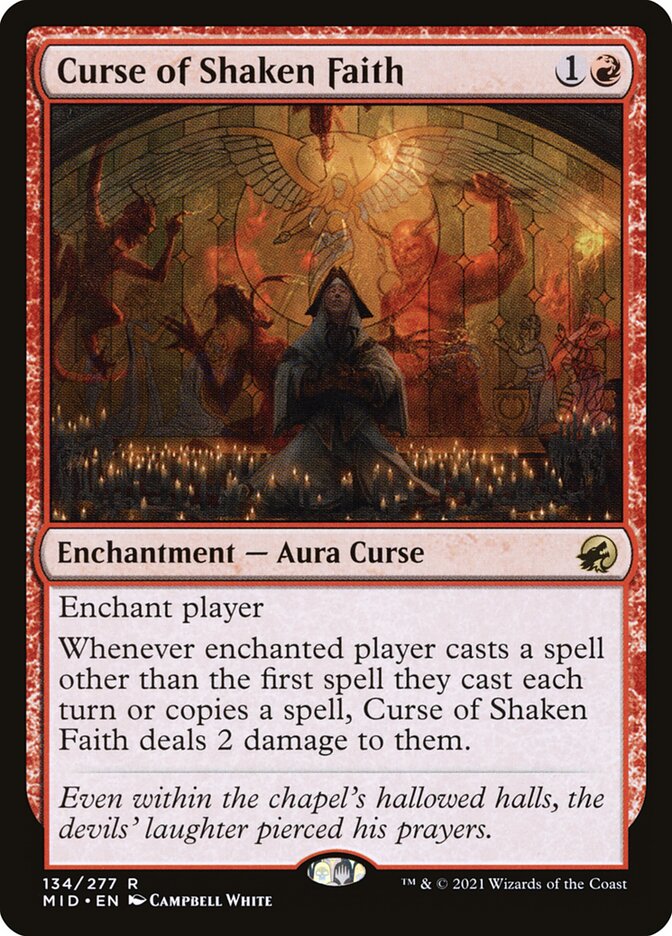 Curse of Shaken Faith 1
Enchantment — Aura Curse
Enchant player
Whenever enchanted player casts a spell
other than the first spell they cast each
turn or copies a spell, Curse of Shaken
Faith deals 2 damage to them.
Even within the chapel's hallowed halls, the
devils' laughter pierced his prayers.
134/277 R
MID • EN CAMPBELL WHITE
™ & © 2021 Wizards of the Coast